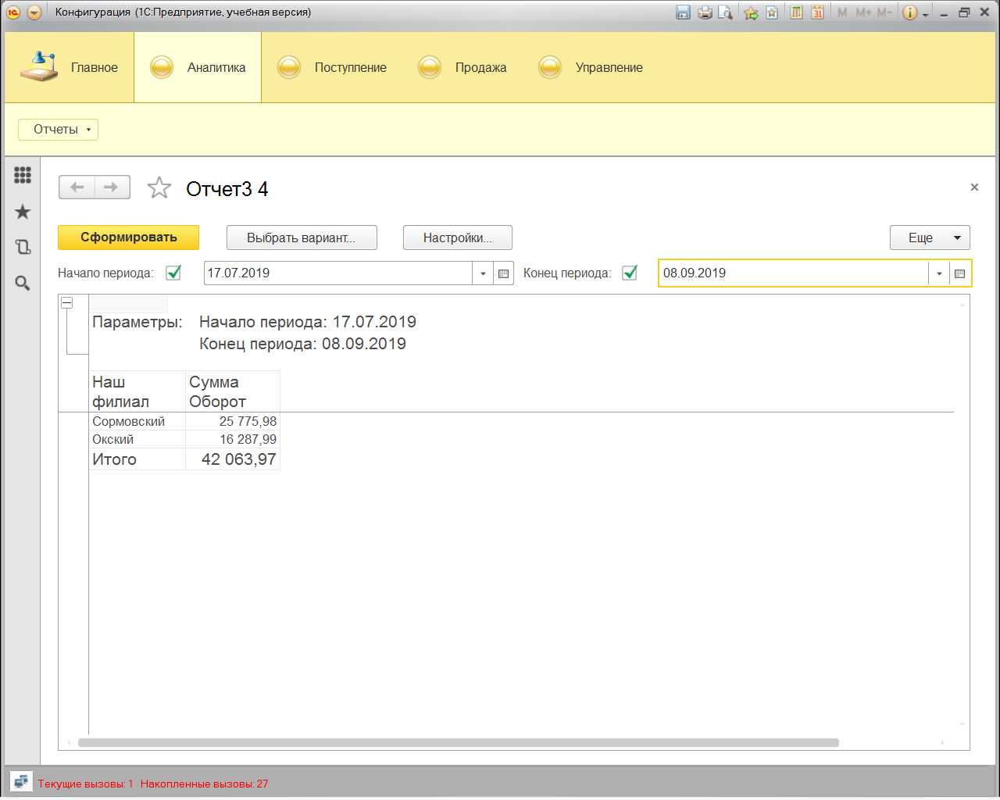 Конфигурация (1С:Предприятие, учебная версия)
31
M M+ M-
Главное Аналитика Поступление Продажа Управление
Отчеты
Отчет3 4
Сформировать Выбрать вариант... Настройки... Еще
Начало периода: 17.07.2019 Конец периода: 08.09.2019
Параметры: Начало периода: 17.07.2019
Конец периода: 08.09.2019
Наш филиал Сумма Оборот
Сормовский 25 775,98
Окский 16 287,99
Итого 42 063,97
Текущие вызовы: 1 Накопленные вызовы: 27